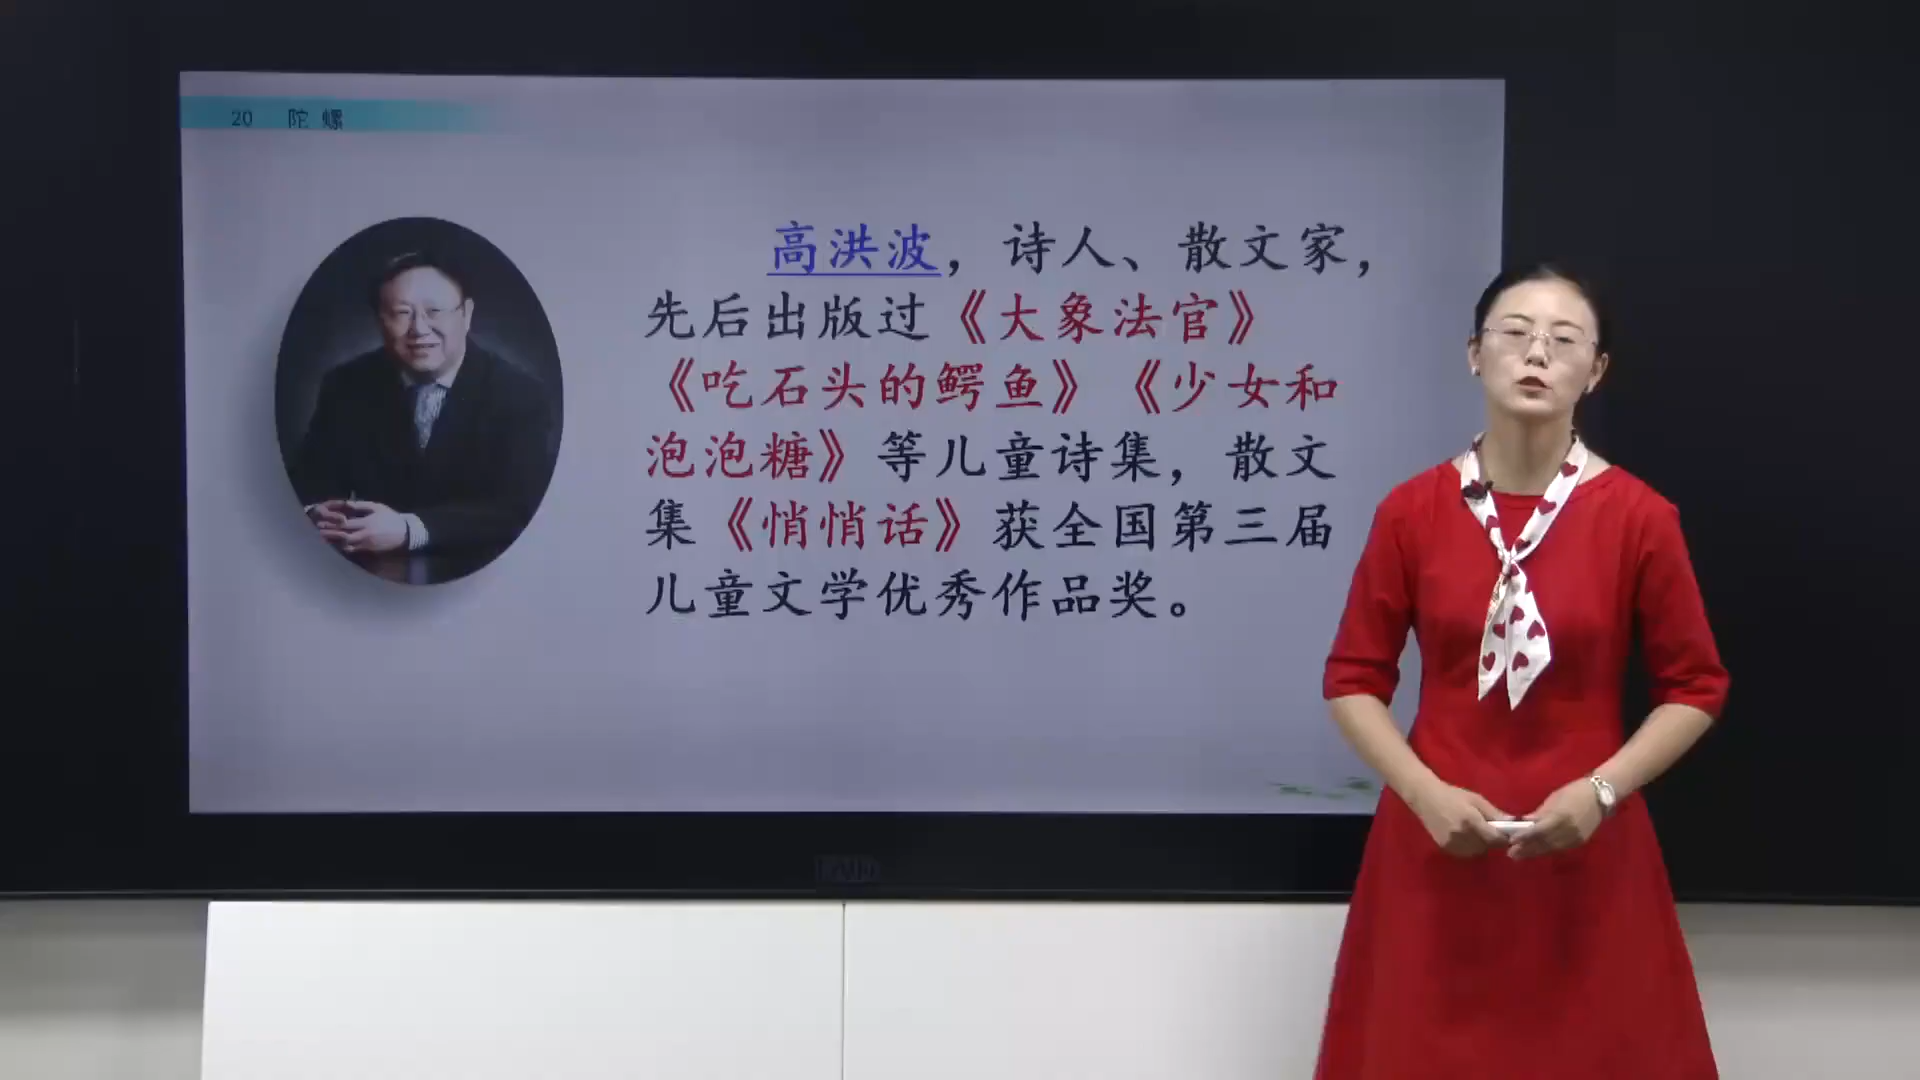 20 陀 螺
高洪波，诗人、散文家，
先后出版过《大象法官》
《吃石头的鳄鱼》《少女和
泡泡糖》等儿童诗集，散文
集《悄悄话》获全国第三届
儿童文学优秀作品奖。